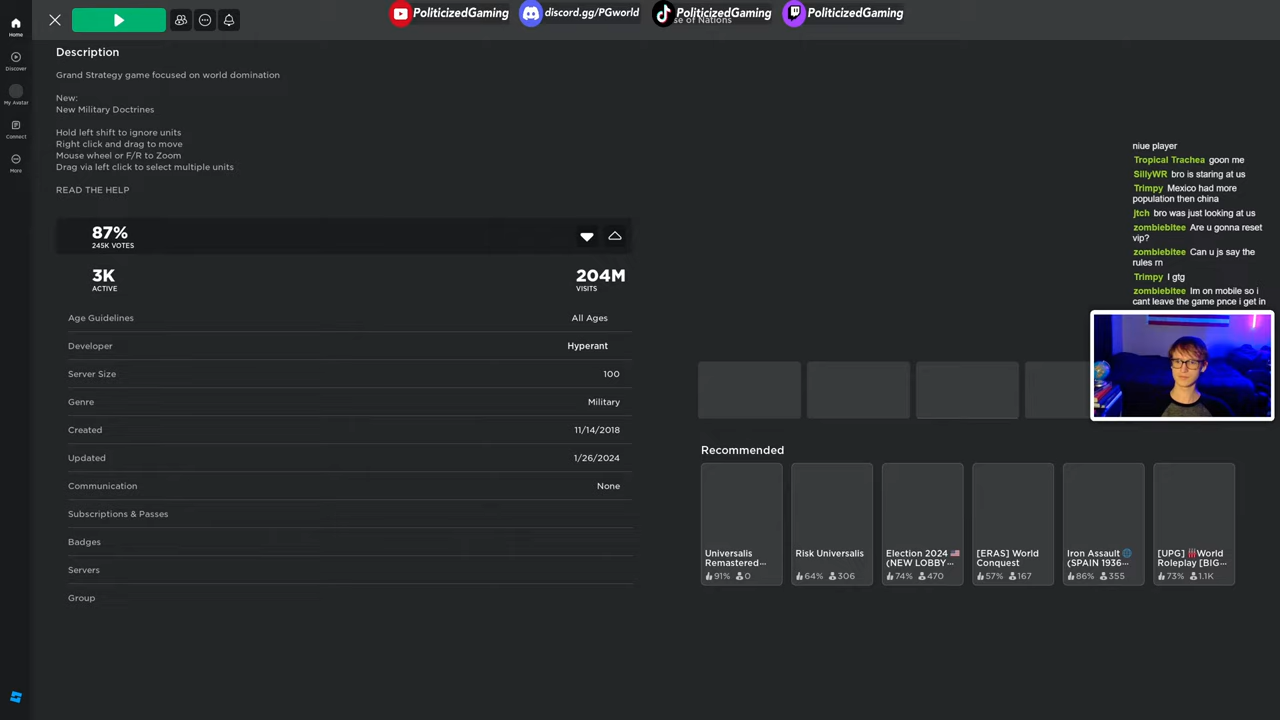 PoliticizedGaming
discord.gg/PGworld
PoliticizedGaming
PoliticizedGaming
se of Nations
Home
Discover
My Avatar
Connect
More
Description
Grand Strategy game focused on world domination
New:
New Military Doctrines
Hold left shift to ignore units
Right click and drag to move
Mouse wheel or F/R to Zoom
Drag via left click to select multiple units
READ THE HELP
87%
245K VOTES
3K
ACTIVE
204M
VISITS
Age Guidelines All Ages
Developer Hyperant
Server Size 100
Genre Military
Created 11/14/2018
Updated 1/26/2024
Communication None
Subscriptions & Passes
Badges
Servers
Group
niue player
Tropical Trachea goon me
SillyWR bro is staring at us
Trimpy Mexico had more
population then china
jtch bro was just looking at us
zombiebitee Are u gonna reset
vip?
zombiebitee Can u js say the
rules rn
Trimpy I gtg
zombiebitee Im on mobile so i
cant leave the game pnce i get in
Recommended
Universalis
Remastered...
91% 0
Risk Universalis
64% 306
Election 2024 🇺🇸
(NEW LOBBY...
74% 470
[ERAS] World
Conquest
57% 167
Iron Assault 🌐
(SPAIN 1936...
86% 355
[UPG] World
Roleplay [BIG...
73% 1.1K